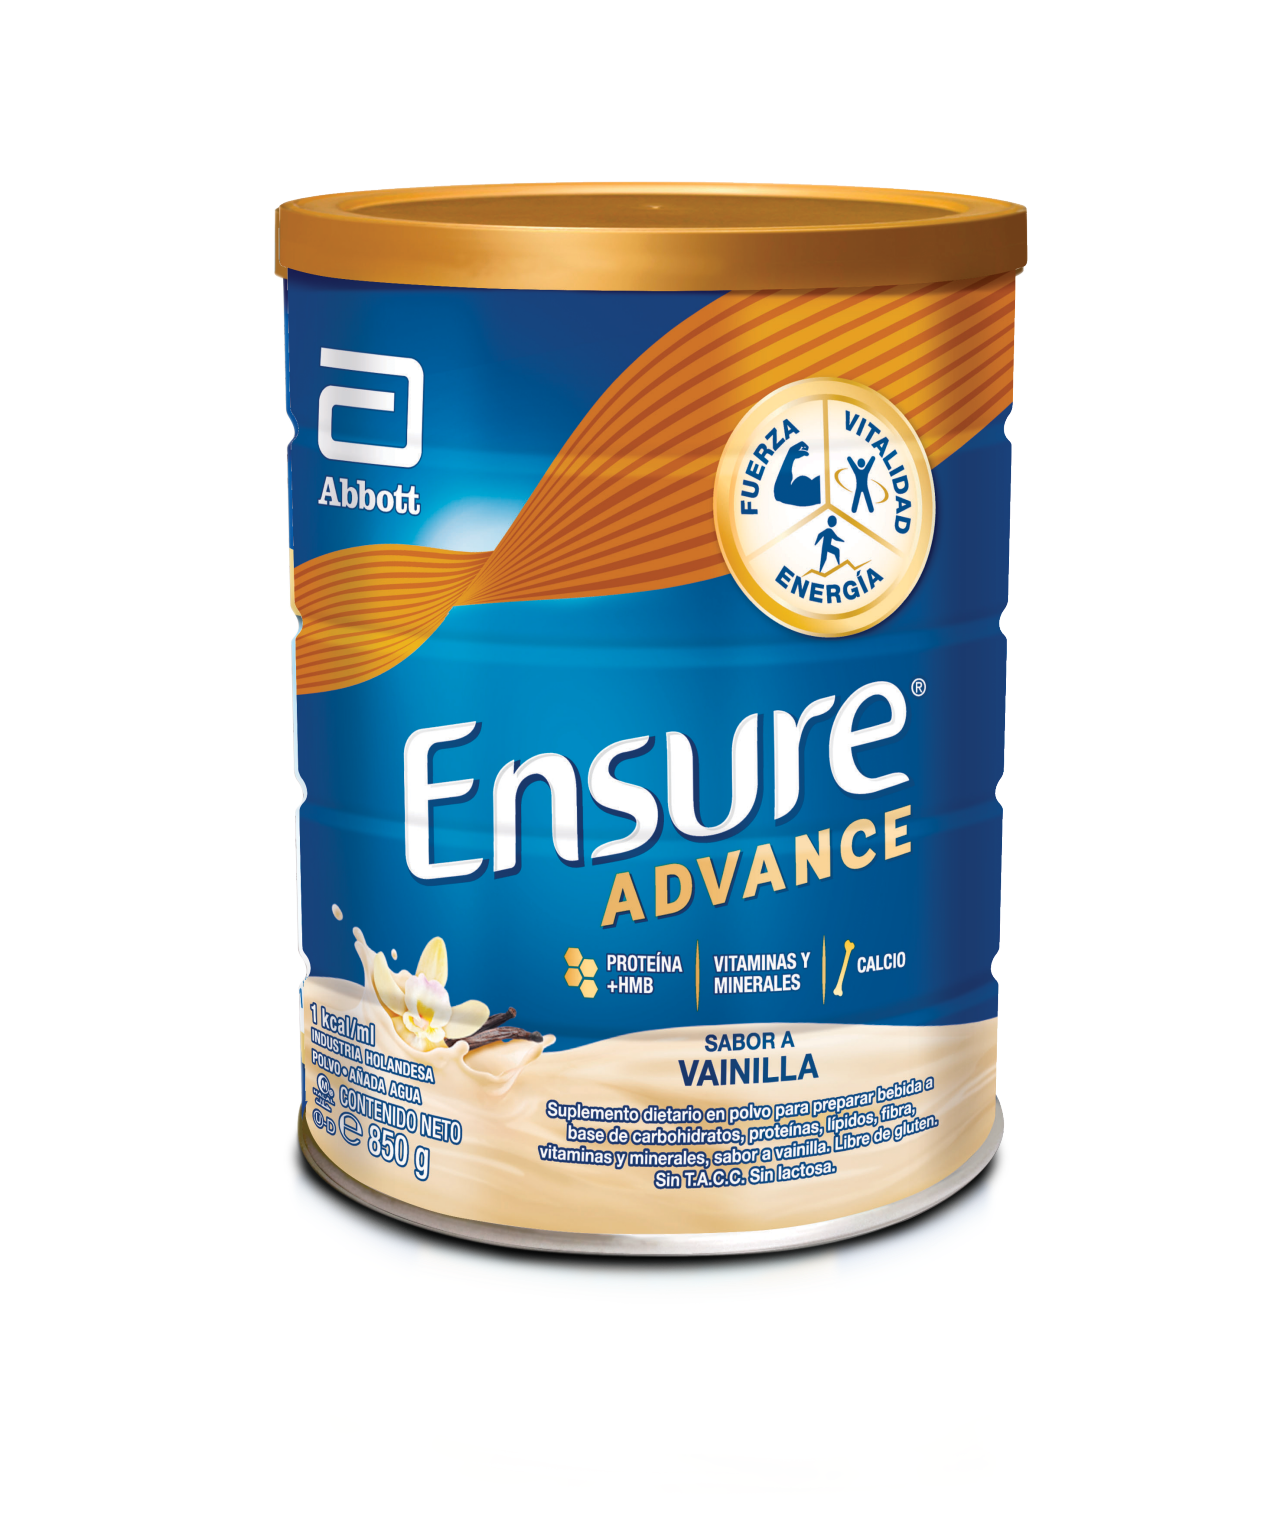 Abbott
FUERZA
VITALIDAD
ENERGÍA
Ensure®
ADVANCE
PROTEÍNA
+HMB
VITAMINAS Y
MINERALES
CALCIO
SABOR A
VAINILLA
1 kcal/ml
INDUSTRIA HOLANDESA
POLVO • AÑADA AGUA
CONTENIDO NETO
℮ 850 g
U-D
Suplemento dietario en polvo para preparar bebida a
base de carbohidratos, proteínas, lípidos, fibra,
vitaminas y minerales, sabor a vainilla. Libre de gluten.
Sin T.A.C.C. Sin lactosa.